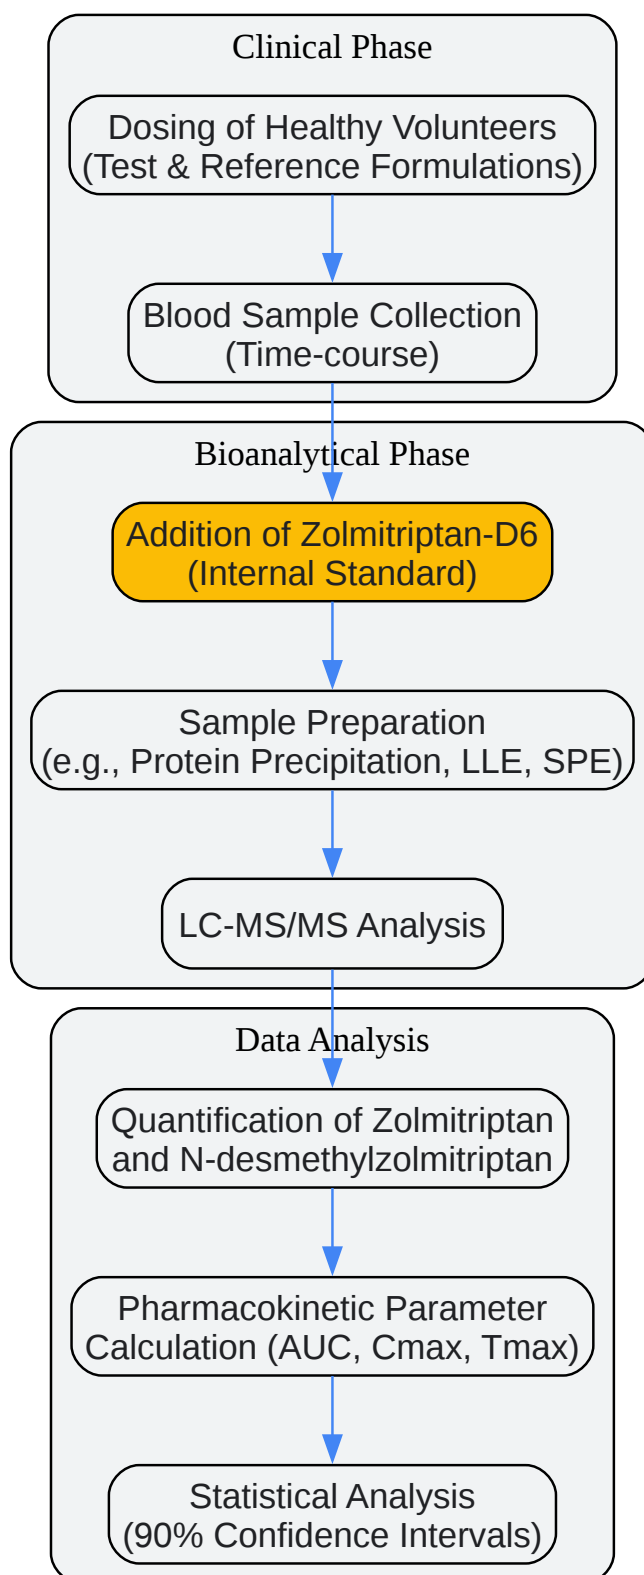 Clinical Phase
Dosing of Healthy Volunteers
(Test & Reference Formulations)
Blood Sample Collection
(Time-course)
Bioanalytical Phase
Addition of Zolmitriptan-D6
(Internal Standard)
Sample Preparation
(e.g., Protein Precipitation, LLE, SPE)
LC-MS/MS Analysis
Data Analysis
Quantification of Zolmitriptan
and N-desmethylzolmitriptan
Pharmacokinetic Parameter
Calculation (AUC, Cmax, Tmax)
Statistical Analysis
(90% Confidence Intervals)